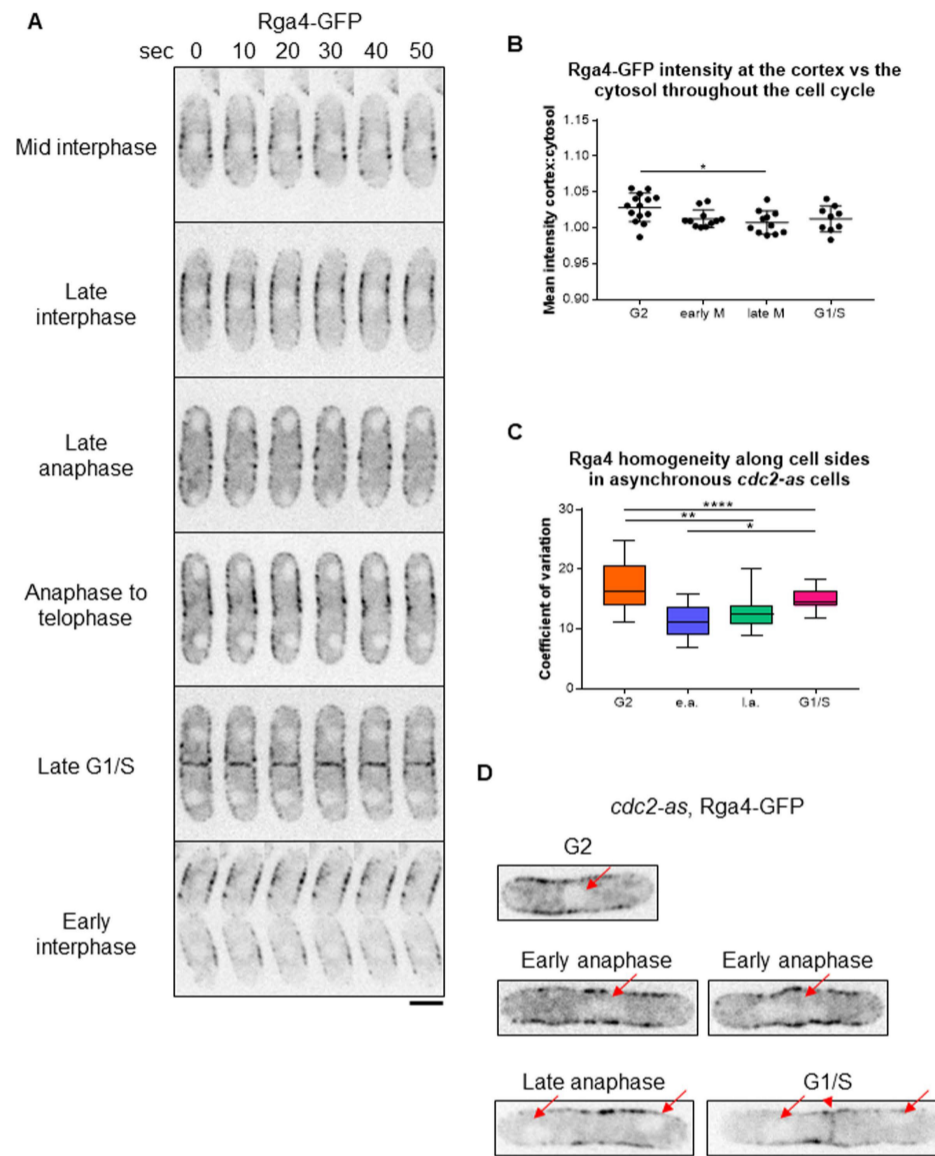 A
Rga4-GFP
sec 0 10 20 30 40 50
Mid interphase
Late
interphase
Late
anaphase
Anaphase to
telophase
Late G1/S
Early
interphase
B
Rga4-GFP intensity at the cortex vs the
cytosol throughout the cell cycle
Mean intensity cortex:cytosol
1.15
1.10
1.05
1.00
0.95
0.90
*
G2 early M late M G1/S
C
Rga4 homogeneity along cell sides
in asynchronous cdc2-as cells
Coefficient of variation
30
20
10
0
****
**
*
G2 e.a. l.a. G1/S
D
cdc2-as, Rga4-GFP
G2
Early anaphase Early anaphase
Late anaphase G1/S